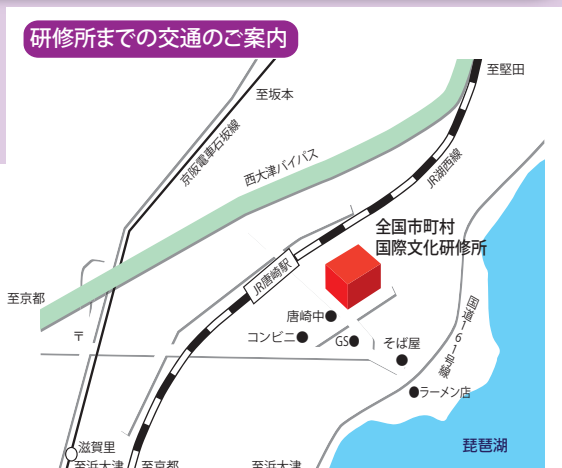 研修所までの交通のご案内
至堅田
至坂本
京阪電車石坂線
西大津バイパス
JR湖西線
全国市町村
国際文化研修所
JR唐崎駅
至京都
国道161号線
唐崎中
〒
コンビニ
GS
そば屋
ラーメン店
滋賀里
琵琶湖
至浜大津
至京都
至浜大津